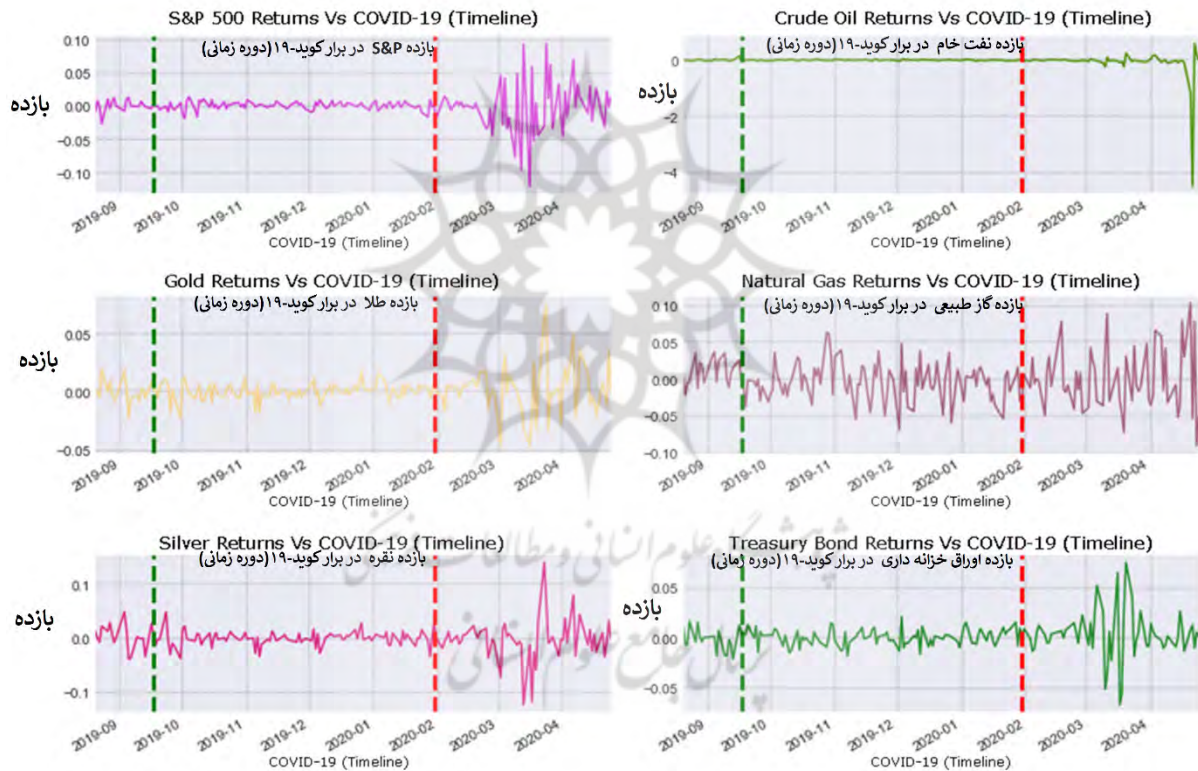 S&P 500 Returns Vs COVID-19 (Timeline)
بازده S&P در برار کوید-۱۹(دوره زمانی)
بازده
0.10
0.05
0.00
−0.05
−0.10
2019-09
2019-10
2019-11
2019-12
2020-01
2020-02
2020-03
2020-04
COVID-19 (Timeline)
Crude Oil Returns Vs COVID-19 (Timeline)
بازده نفت خام در برار کوید-۱۹(دوره زمانی)
0
−2
−4
2019-09
2019-10
2019-11
2019-12
2020-01
2020-02
2020-03
2020-04
COVID-19 (Timeline)
Gold Returns Vs COVID-19 (Timeline)
بازده طلا در برار کوید-۱۹(دوره زمانی)
بازده
0.05
0.00
−0.05
2019-09
2019-10
2019-11
2019-12
2020-01
2020-02
2020-03
2020-04
COVID-19 (Timeline)
Natural Gas Returns Vs COVID-19 (Timeline)
بازده گاز طبیعی در برار کوید-۱۹(دوره زمانی)
0.10
0.05
0.00
−0.05
−0.10
2019-09
2019-10
2019-11
2019-12
2020-01
2020-02
2020-03
2020-04
COVID-19 (Timeline)
Silver Returns Vs COVID-19 (Timeline)
بازده نقره در برار کوید-۱۹(دوره زمانی)
بازده
0.1
0.0
−0.1
2019-09
2019-10
2019-11
2019-12
2020-01
2020-02
2020-03
2020-04
COVID-19 (Timeline)
Treasury Bond Returns Vs COVID-19 (Timeline)
بازده اوراق خزانه داری در برار کوید-۱۹(دوره زمانی)
بازده
0.05
0.00
−0.05
2019-09
2019-10
2019-11
2019-12
2020-01
2020-02
2020-03
2020-04
COVID-19 (Timeline)
پژوهشگاه علوم انسانی و مطالعات فرهنگی
پرتال جامع علوم انسانی